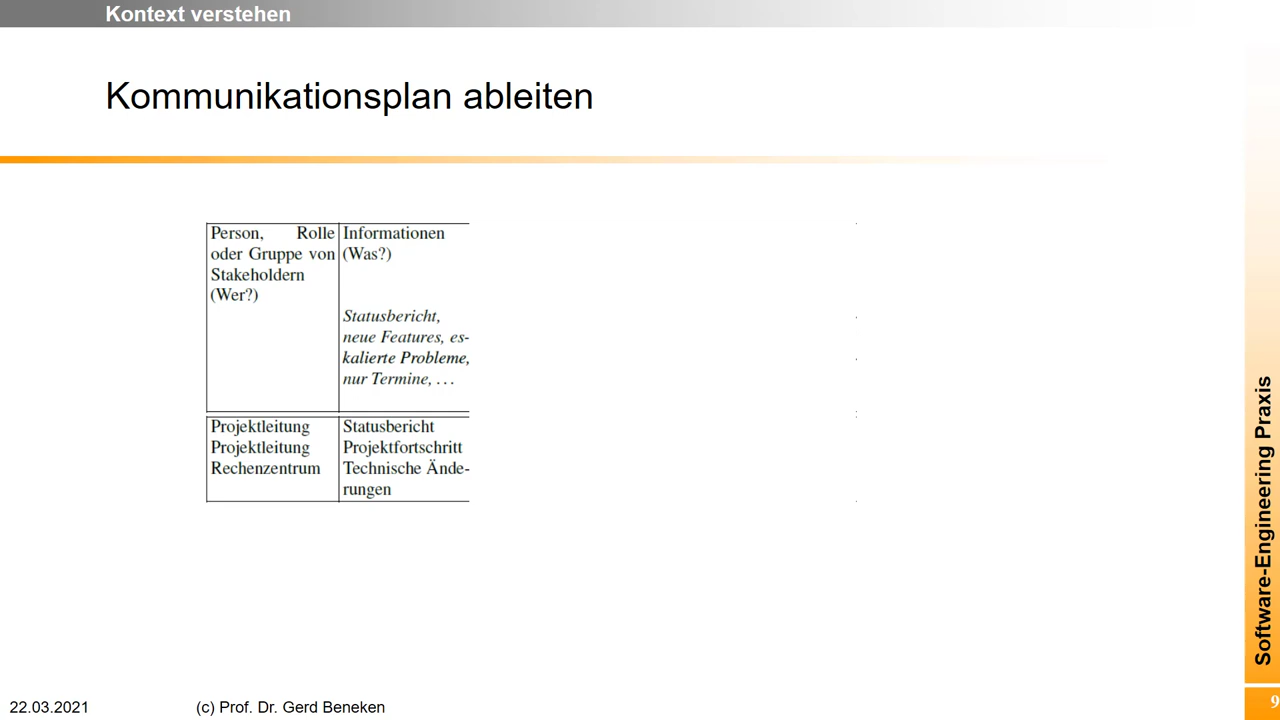 Kontext verstehen
Kommunikationsplan ableiten
Person, Rolle
oder Gruppe von
Stakeholdern
(Wer?)
Informationen
(Was?)
Statusbericht,
neue Features, es-
kalierte Probleme,
nur Termine, ...
Projektleitung
Statusbericht
Projektleitung
Projektfortschritt
Rechenzentrum
Technische Ände-
rungen
Software-Engineering Praxis
22.03.2021
(c) Prof. Dr. Gerd Beneken
9